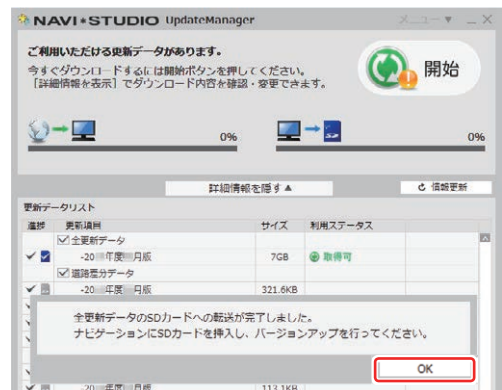 NAVI*STUDIO UpdateManager
メニュー ▼ _ X
ご利用いただける更新データがあります。
今すぐダウンロードするには開始ボタンを押してください。
[詳細情報を表示]でダウンロード内容を確認・変更できます。
開始
0%
0%
詳細情報を隠す▲
情報更新
更新データリスト
進捗 更新項目 サイズ 利用ステータス
全更新データ
-20 年度 月版 7GB 取得可
道路差分データ
-20 年度 月版 321.6KB
全更新データのSDカードへの転送が完了しました。
ナビゲーションにSDカードを挿入し、バージョンアップを行ってください。
OK
-20 年度 月版 113.1KB